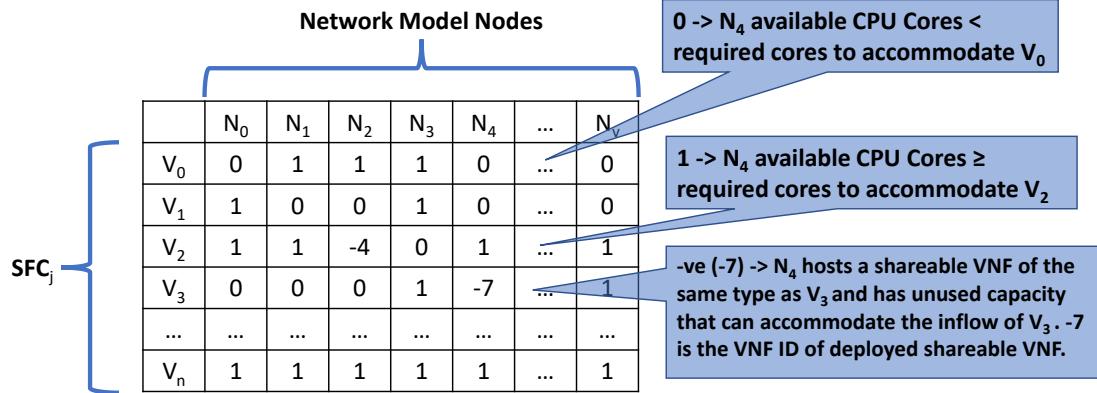 Network Model Nodes
0 -> N₄ available CPU Cores <
required cores to accommodate V₀
N₀ N₁ N₂ N₃ N₄ ... Nᵥ
V₀ 0 1 1 1 0 ... 0
1 -> N₄ available CPU Cores ≥
required cores to accommodate V₂
V₁ 1 0 0 1 0 ... 0
V₂ 1 1 -4 0 1 ... 1
SFCⱼ
-ve (-7) -> N₄ hosts a shareable VNF of the
same type as V₃ and has unused capacity
that can accommodate the inflow of V₃ . -7
is the VNF ID of deployed shareable VNF.
V₃ 0 0 0 1 -7 ... 1
... ... ... ... ... ... ... ...
Vₙ 1 1 1 1 1 ... 1